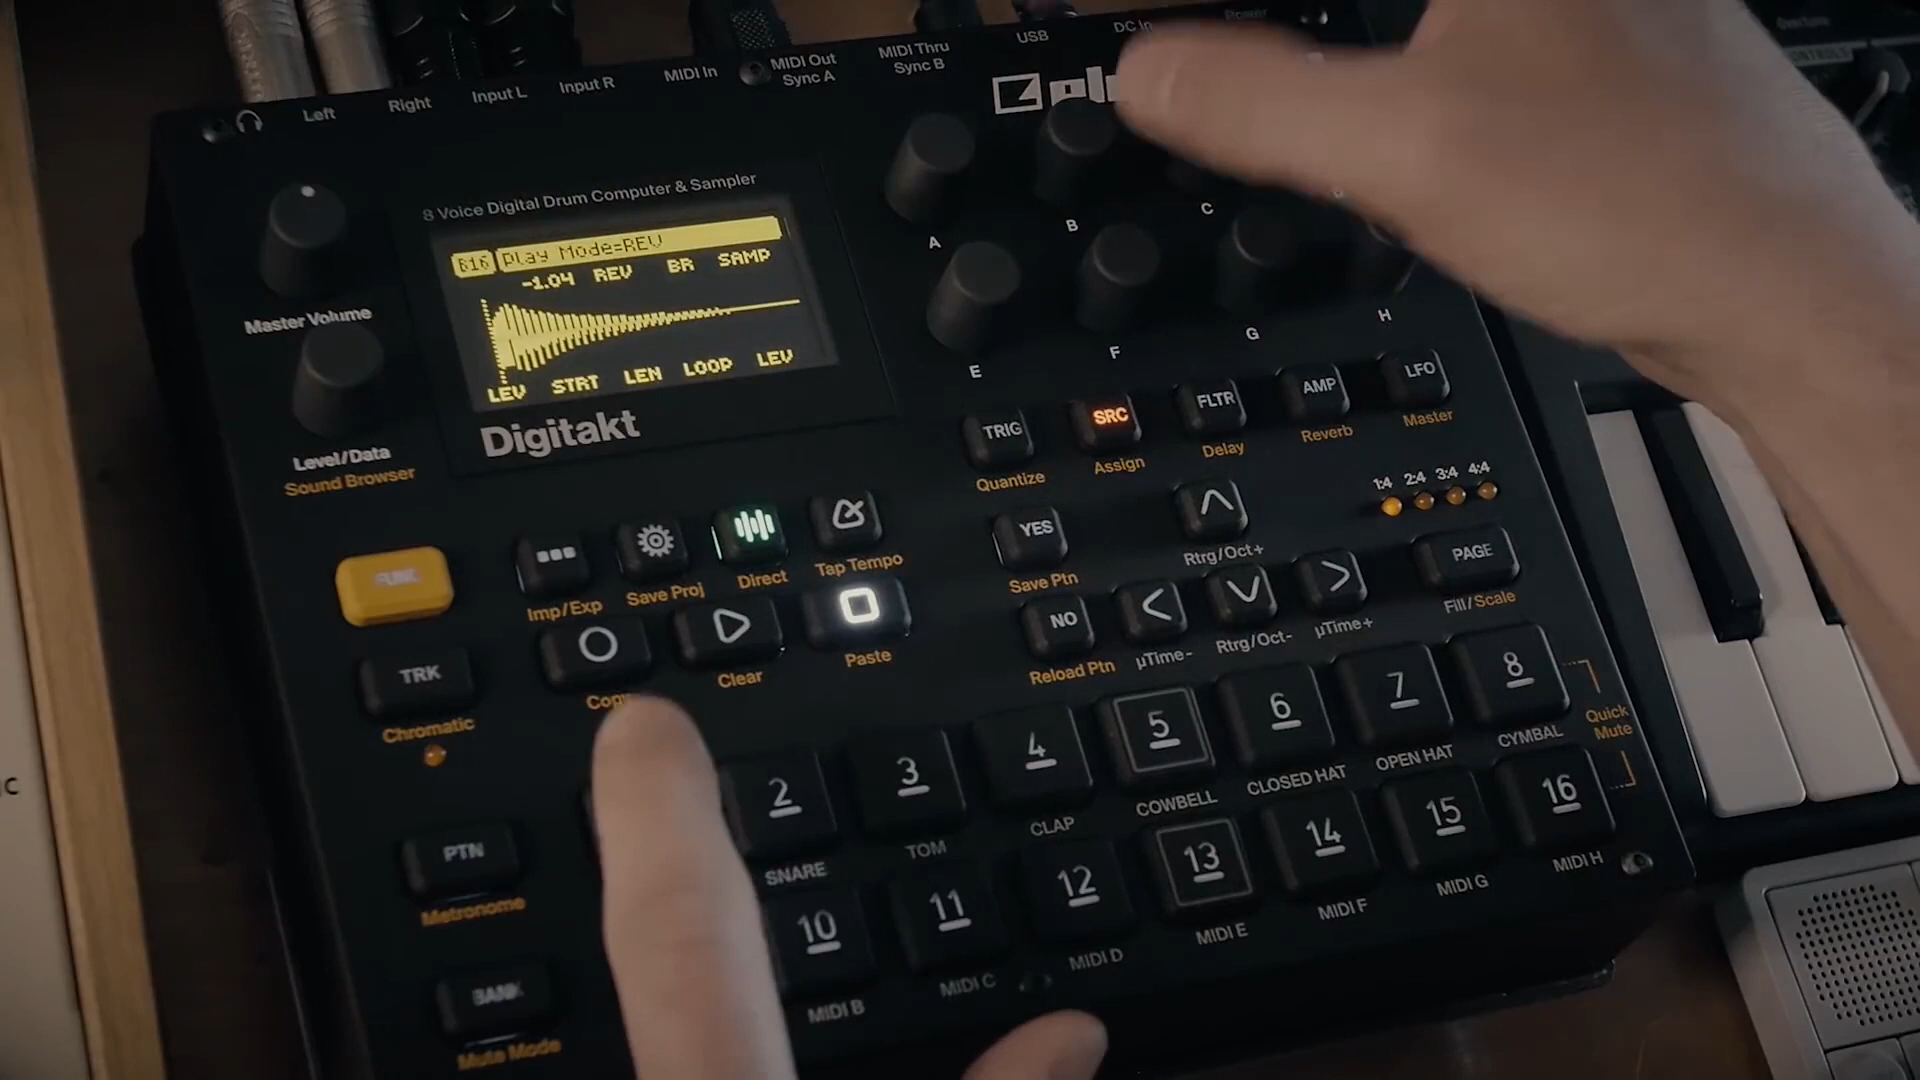 Left
Right
Input L
Input R
MIDI In
MIDI Out
Sync A
MIDI Thru
Sync B
USB
DC In
Power
8 Voice Digital Drum Computer & Sampler
B16 Play Mode=REV
-1.04 REV BR SAMP
LEV STRT LEN LOOP LEV
Digitakt
Master Volume
Level/Data
Sound Browser
A
B
C
E
F
G
H
TRIG
Quantize
SRC
Assign
FLTR
Delay
AMP
Reverb
LFO
Master
1:4 2:4 3:4 4:4
FUNC
Imp/Exp
Save Proj
Direct
Tap Tempo
Clear
Paste
YES
Save Ptn
Rtrg/Oct+
NO
Reload Ptn
µTime-
Rtrg/Oct-
µTime+
PAGE
Fill/Scale
TRK
Chromatic
PTN
Metronome
BANK
Mute Mode
2
SNARE
3
TOM
4
CLAP
5
COWBELL
6
CLOSED HAT
7
OPEN HAT
8
CYMBAL
Quick
Mute
10
MIDI B
11
MIDI C
12
MIDI D
13
MIDI E
14
MIDI F
15
MIDI G
16
MIDI H